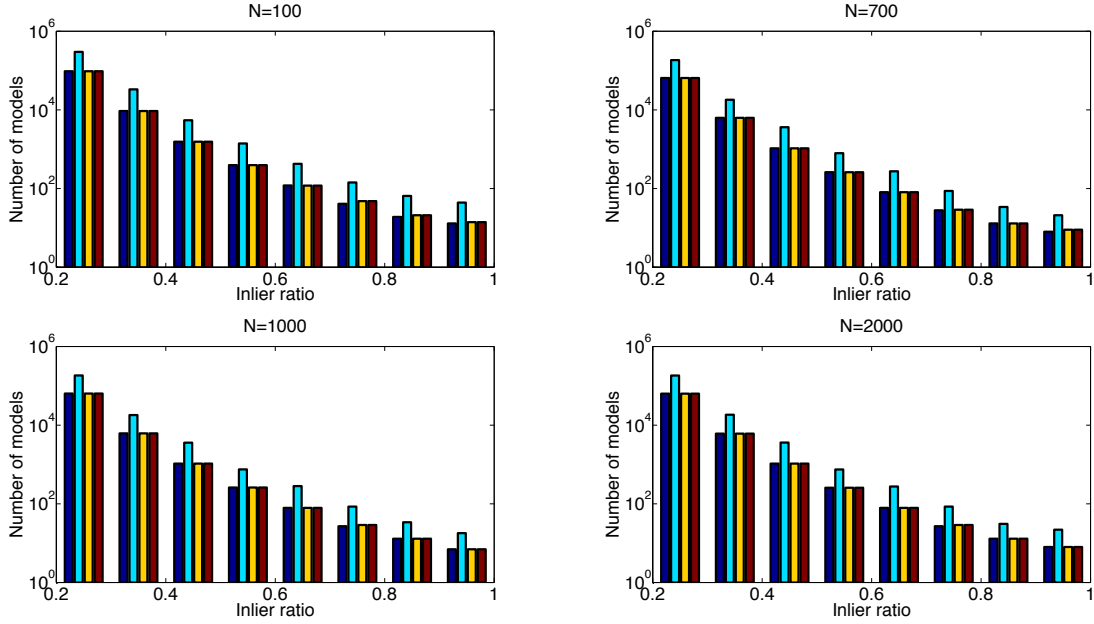 N=100
N=700
10^6
10^4
10^2
10^0
Number of models
0.2 0.4 0.6 0.8 1
Inlier ratio
10^6
10^4
10^2
10^0
Number of models
0.2 0.4 0.6 0.8 1
Inlier ratio
N=1000
N=2000
10^6
10^4
10^2
10^0
Number of models
0.2 0.4 0.6 0.8 1
Inlier ratio
10^6
10^4
10^2
10^0
Number of models
0.2 0.4 0.6 0.8 1
Inlier ratio